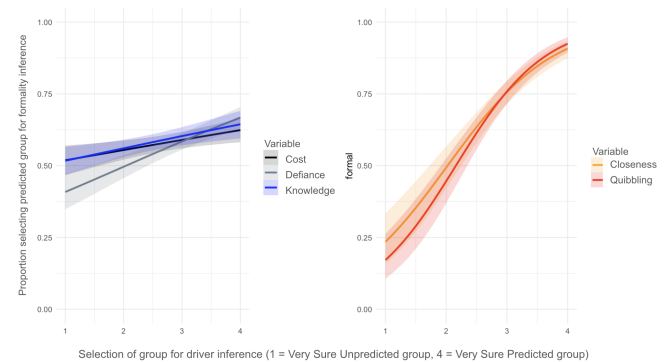 Proportion selecting predicted group for formality inference
1.00
0.75
0.50
0.25
0.00
1 2 3 4
Variable
Cost
Defiance
Knowledge
formal
1.00
0.75
0.50
0.25
0.00
1 2 3 4
Variable
Closeness
Quibbling
Selection of group for driver inference (1 = Very Sure Unpredicted group, 4 = Very Sure Predicted group)